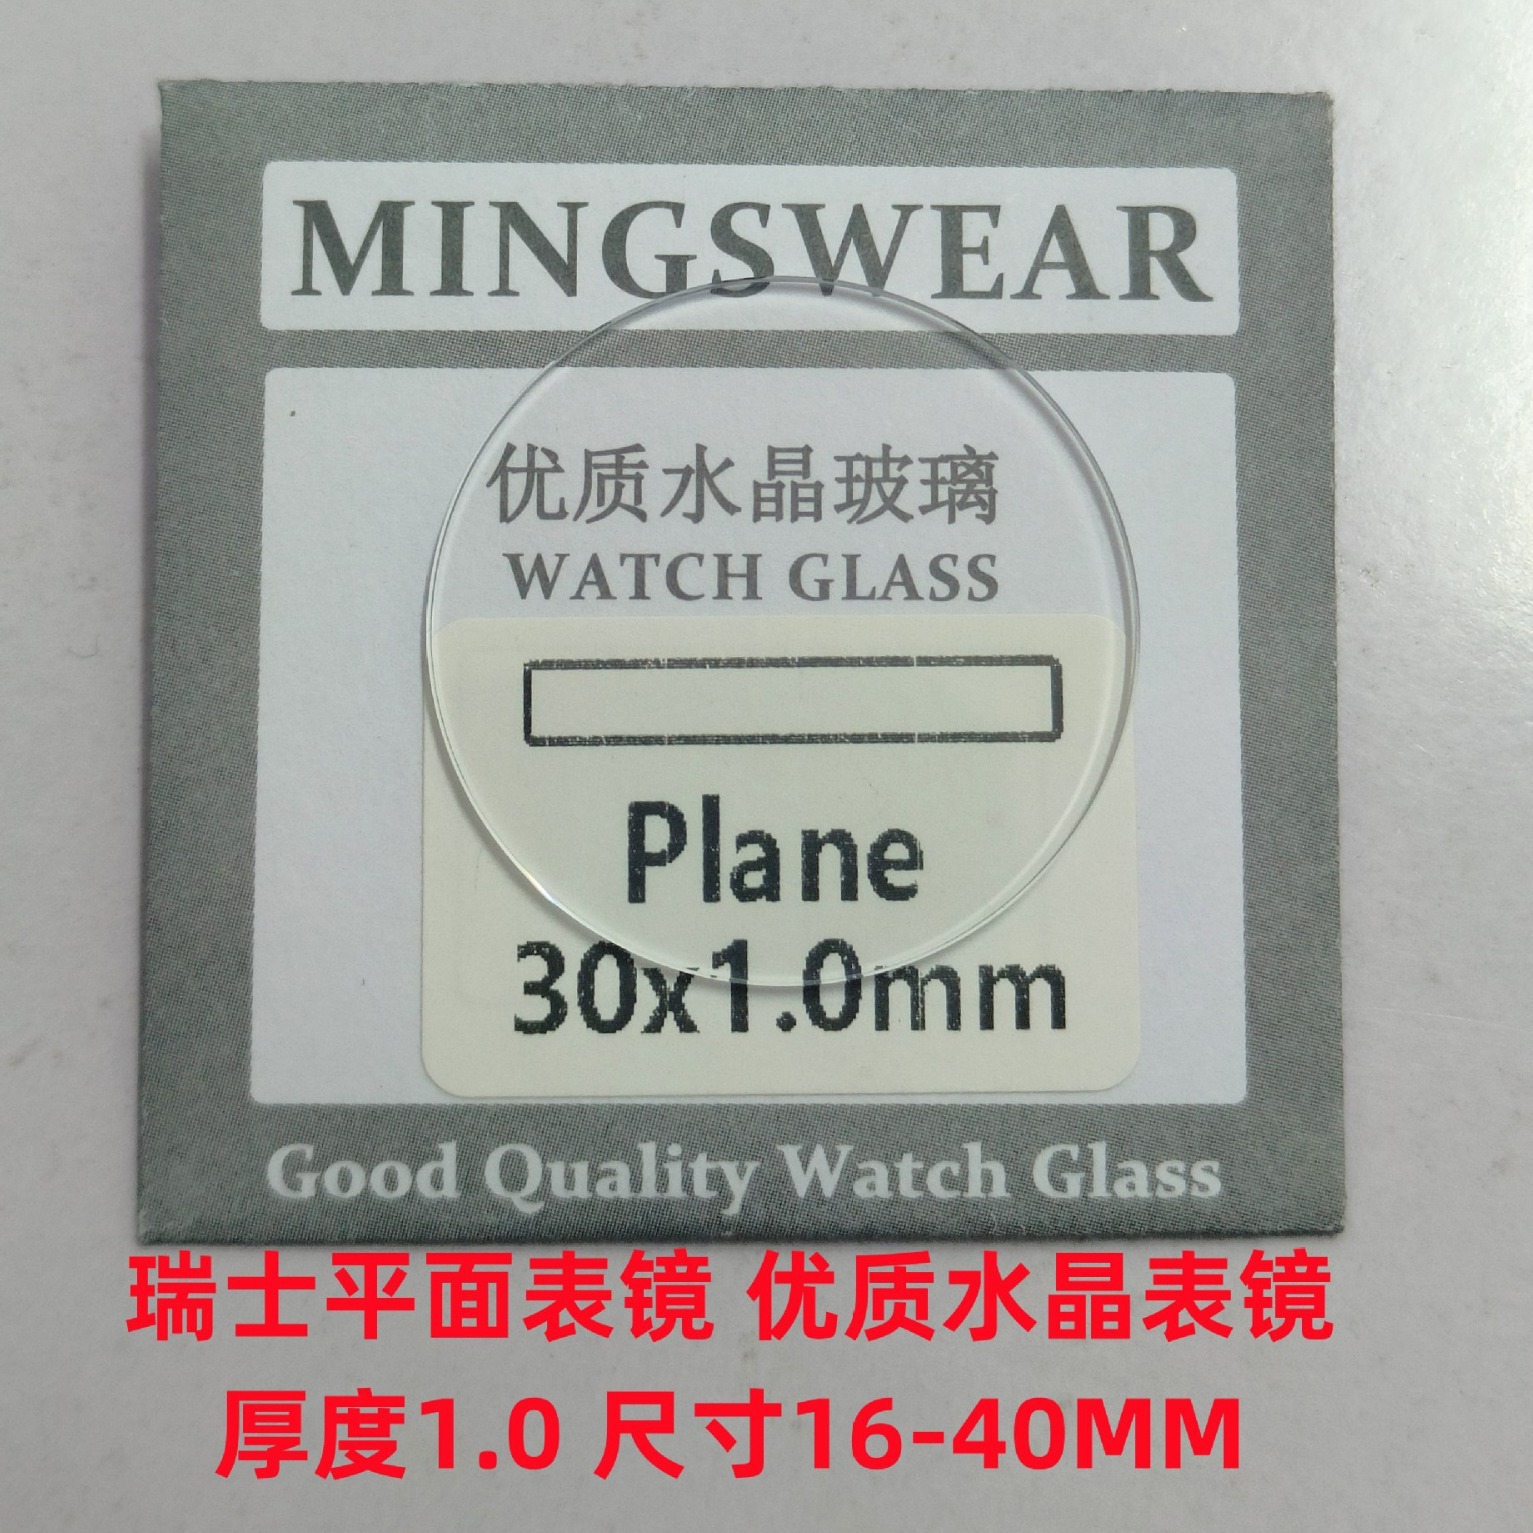 MINGSWEAR
优质水晶玻璃
WATCH GLASS
Plane
30x1.0mm
Good Quality Watch Glass
瑞士平面表镜 优质水晶表镜
厚度1.0 尺寸16-40MM